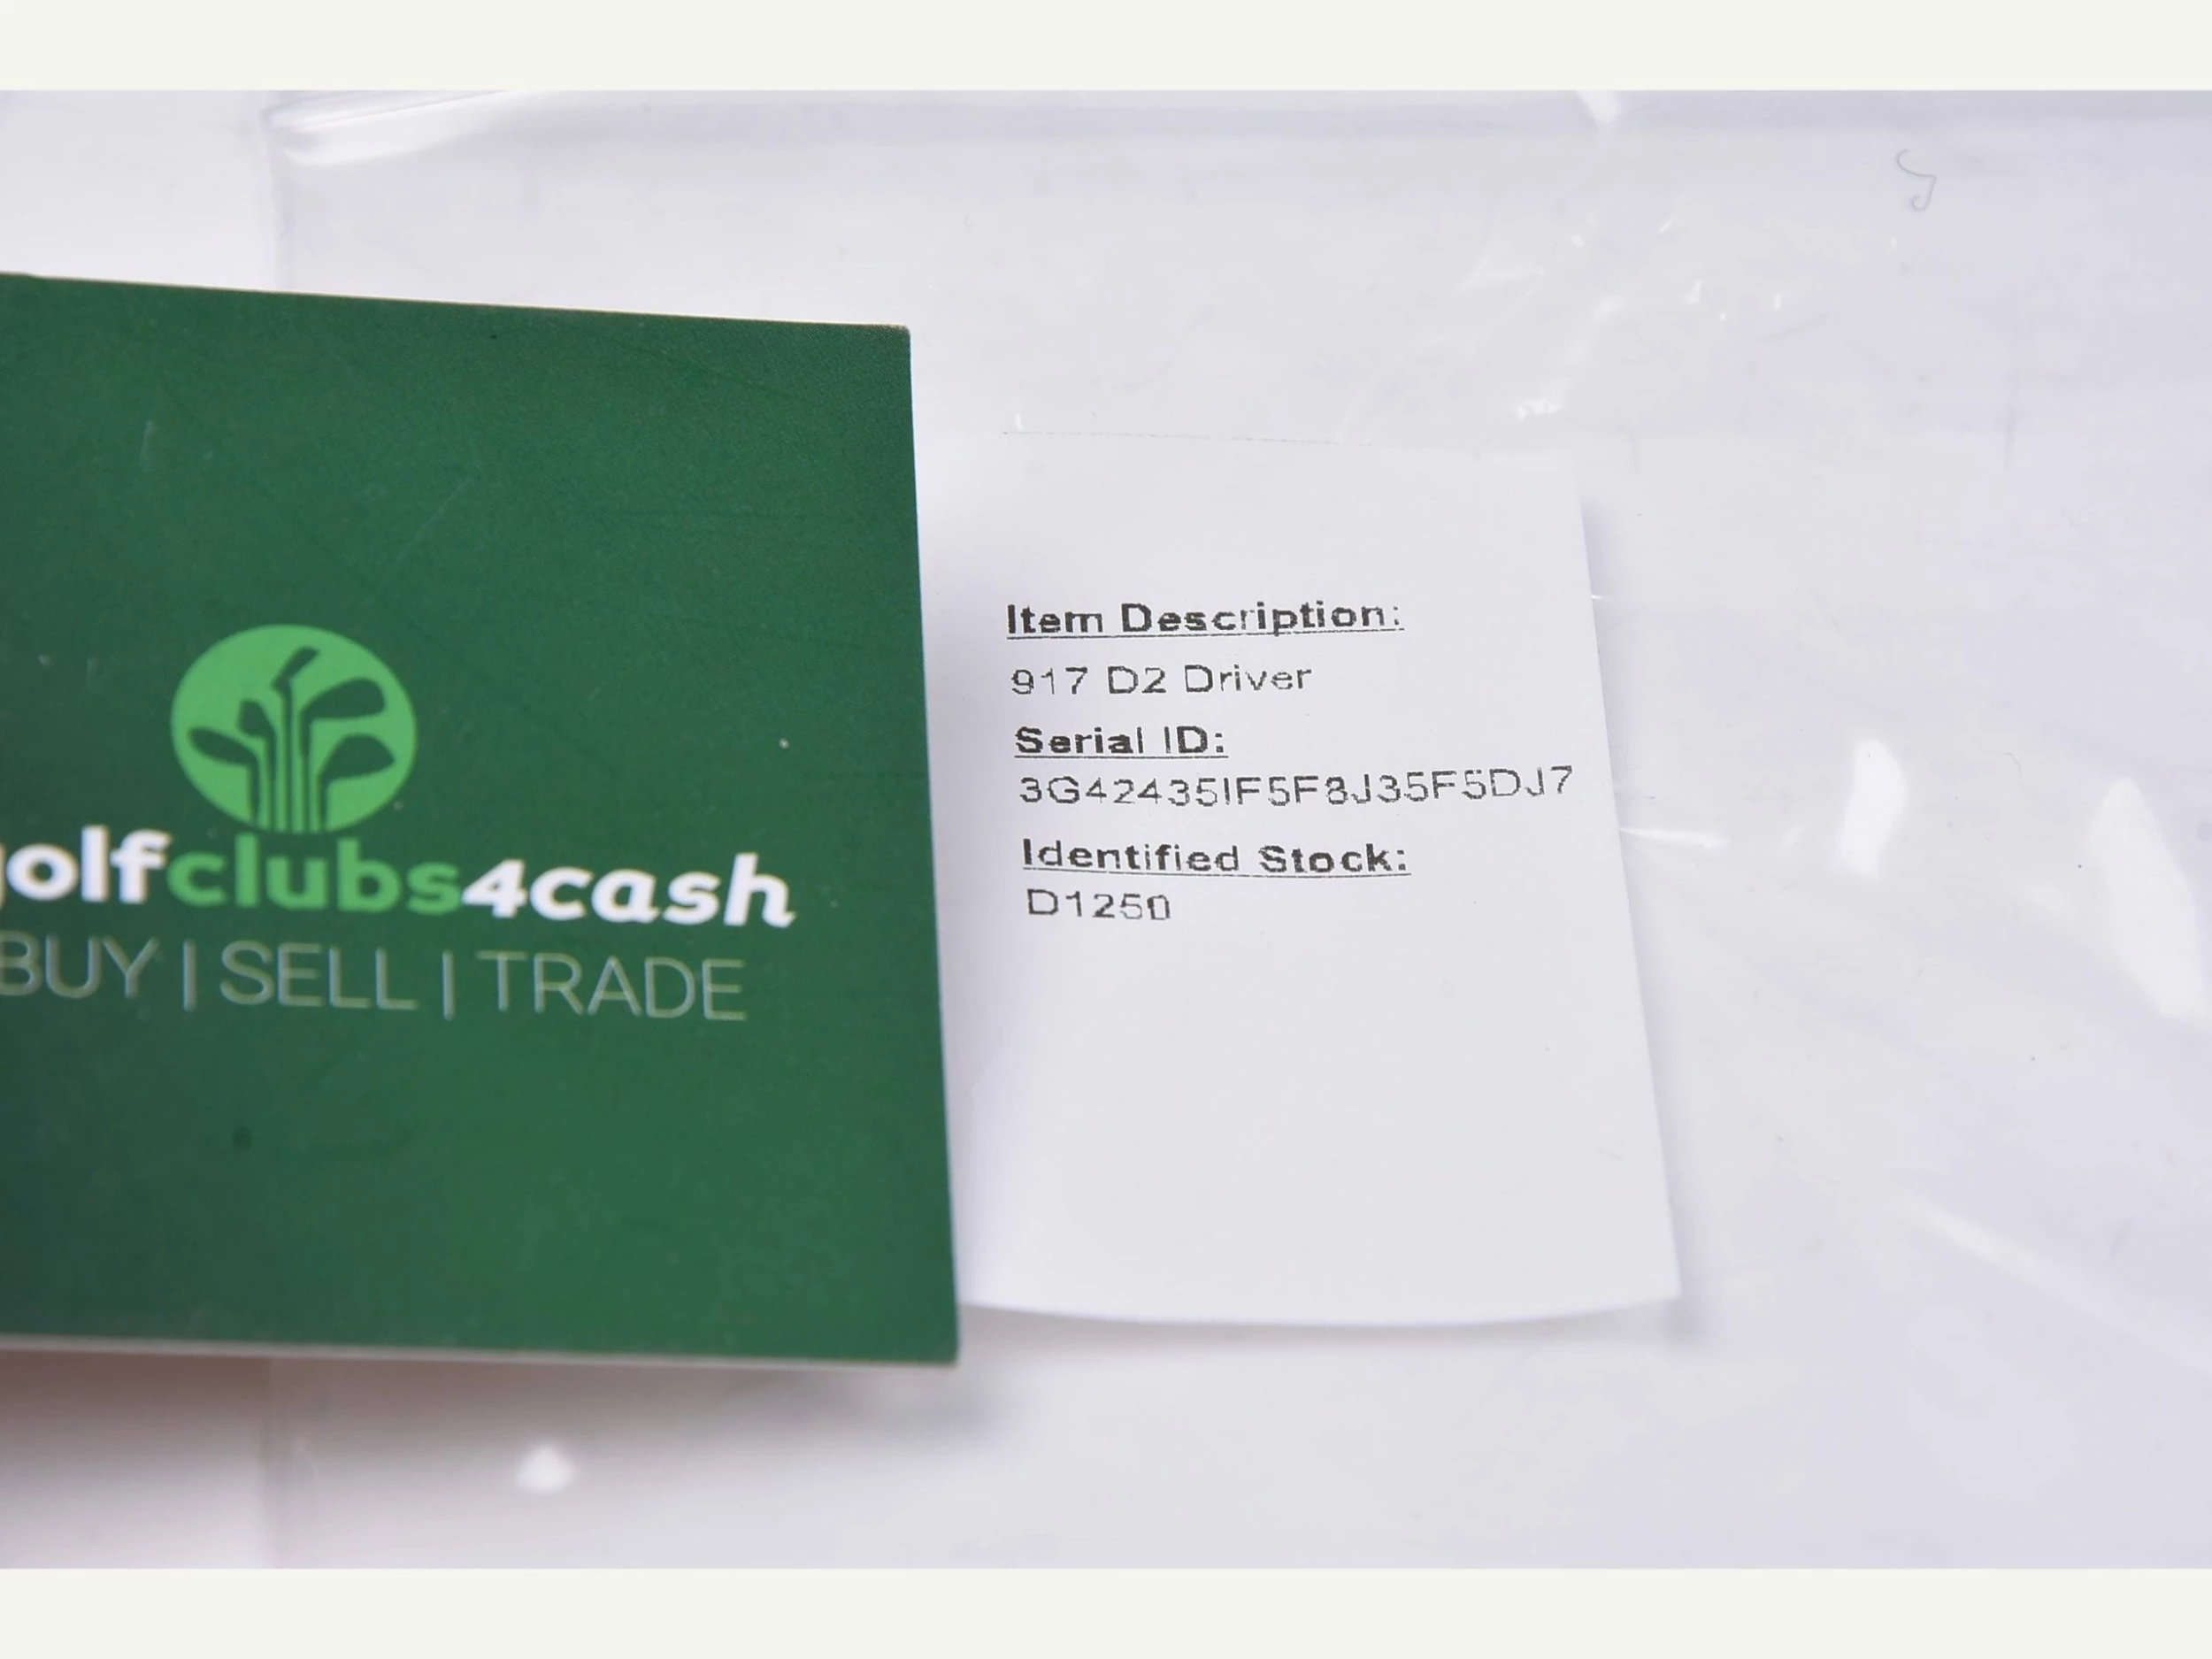 golfclubs4cash
BUY | SELL | TRADE
Item Description:
917 D2 Driver
Serial ID:
3G42435IF5F8J35F5DJ7
Identified Stock:
D1250